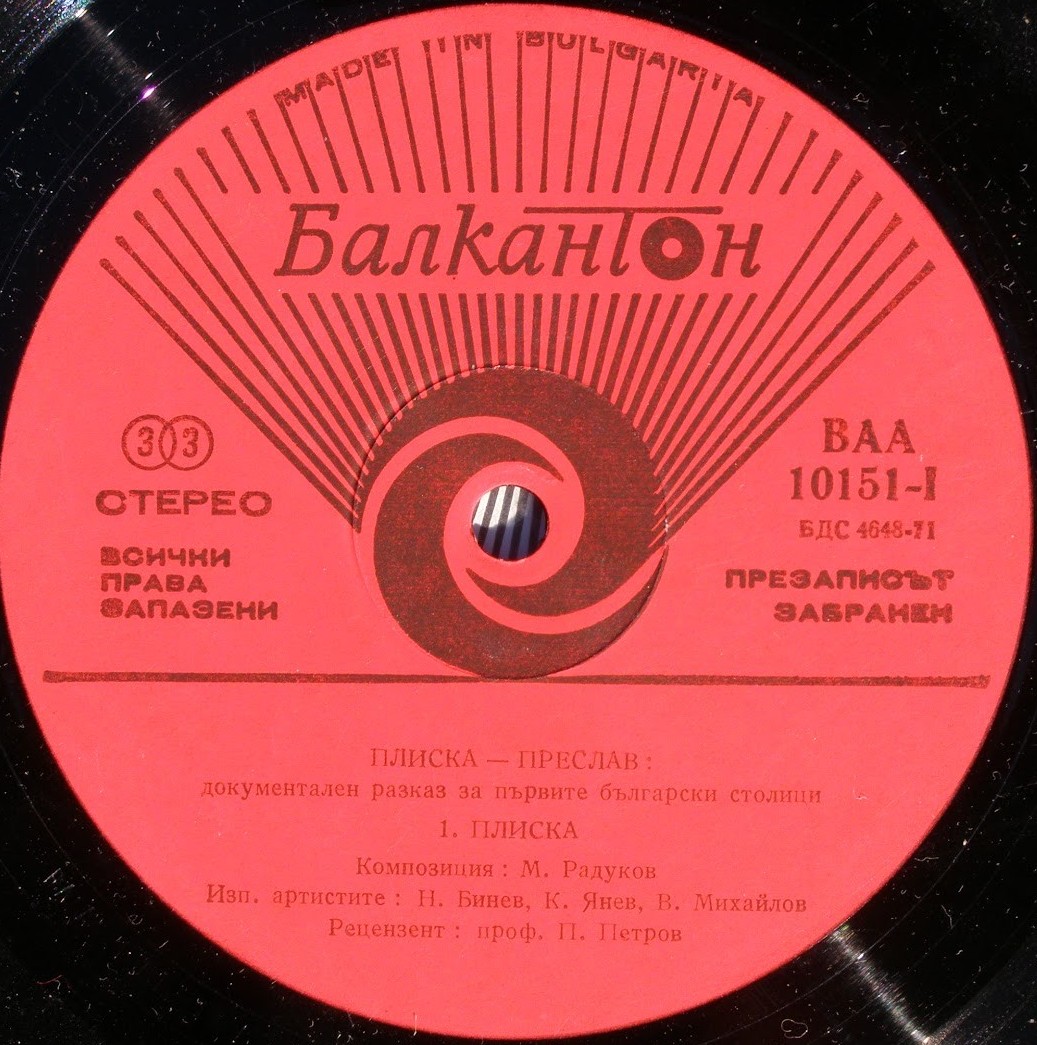 MADE IN BULGARIA
Балкантон
33
СТЕРЕО
ВСИЧКИ
ПРАВА
ЗАПАЗЕНИ
ВАА
10151-I
БДС 4648-71
ПРЕЗАПИСЪТ
ЗАБРАНЕН
ПЛИСКА — ПРЕСЛАВ :
документален разказ за първите български столици
1. ПЛИСКА
Композиция : М. Радуков
Изп. артистите : Н. Бинев, К. Янев, В. Михайлов
Рецензент : проф. П. Петров